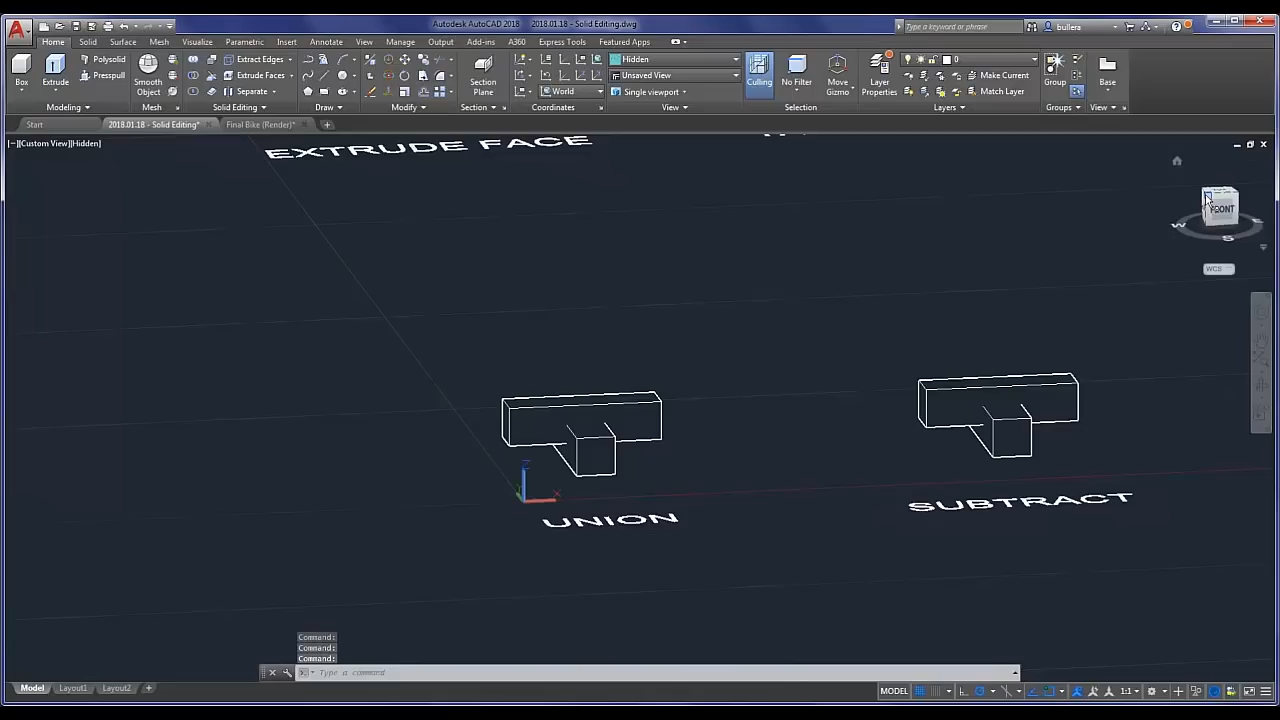 Autodesk AutoCAD 2018 2018.01.18 - Solid Editing.dwg
Type a keyword or phrase
bullera
Home Solid Surface Mesh Visualize Parametric Insert Annotate View Manage Output Add-ins A360 Express Tools Featured Apps
Box
Extrude
Polysolid
Presspull
Smooth
Object
Extract Edges
Extrude Faces
Separate
Section
Plane
World
Hidden
Unsaved View
Single viewport
Culling
No Filter
Move
Gizmo
Layer
Properties
0
Make Current
Match Layer
Group
Base
Modeling Mesh Solid Editing Draw Modify Section Coordinates View Selection Layers Groups View
Start 2018.01.18 - Solid Editing* Final Bike (Render)*
[−][Custom View][Hidden]
EXTRUDE FACE
FRONT
W S E
WCS
Z
X
UNION
SUBTRACT
Command:
Command:
Command:
Type a command
Model Layout1 Layout2
MODEL 1:1